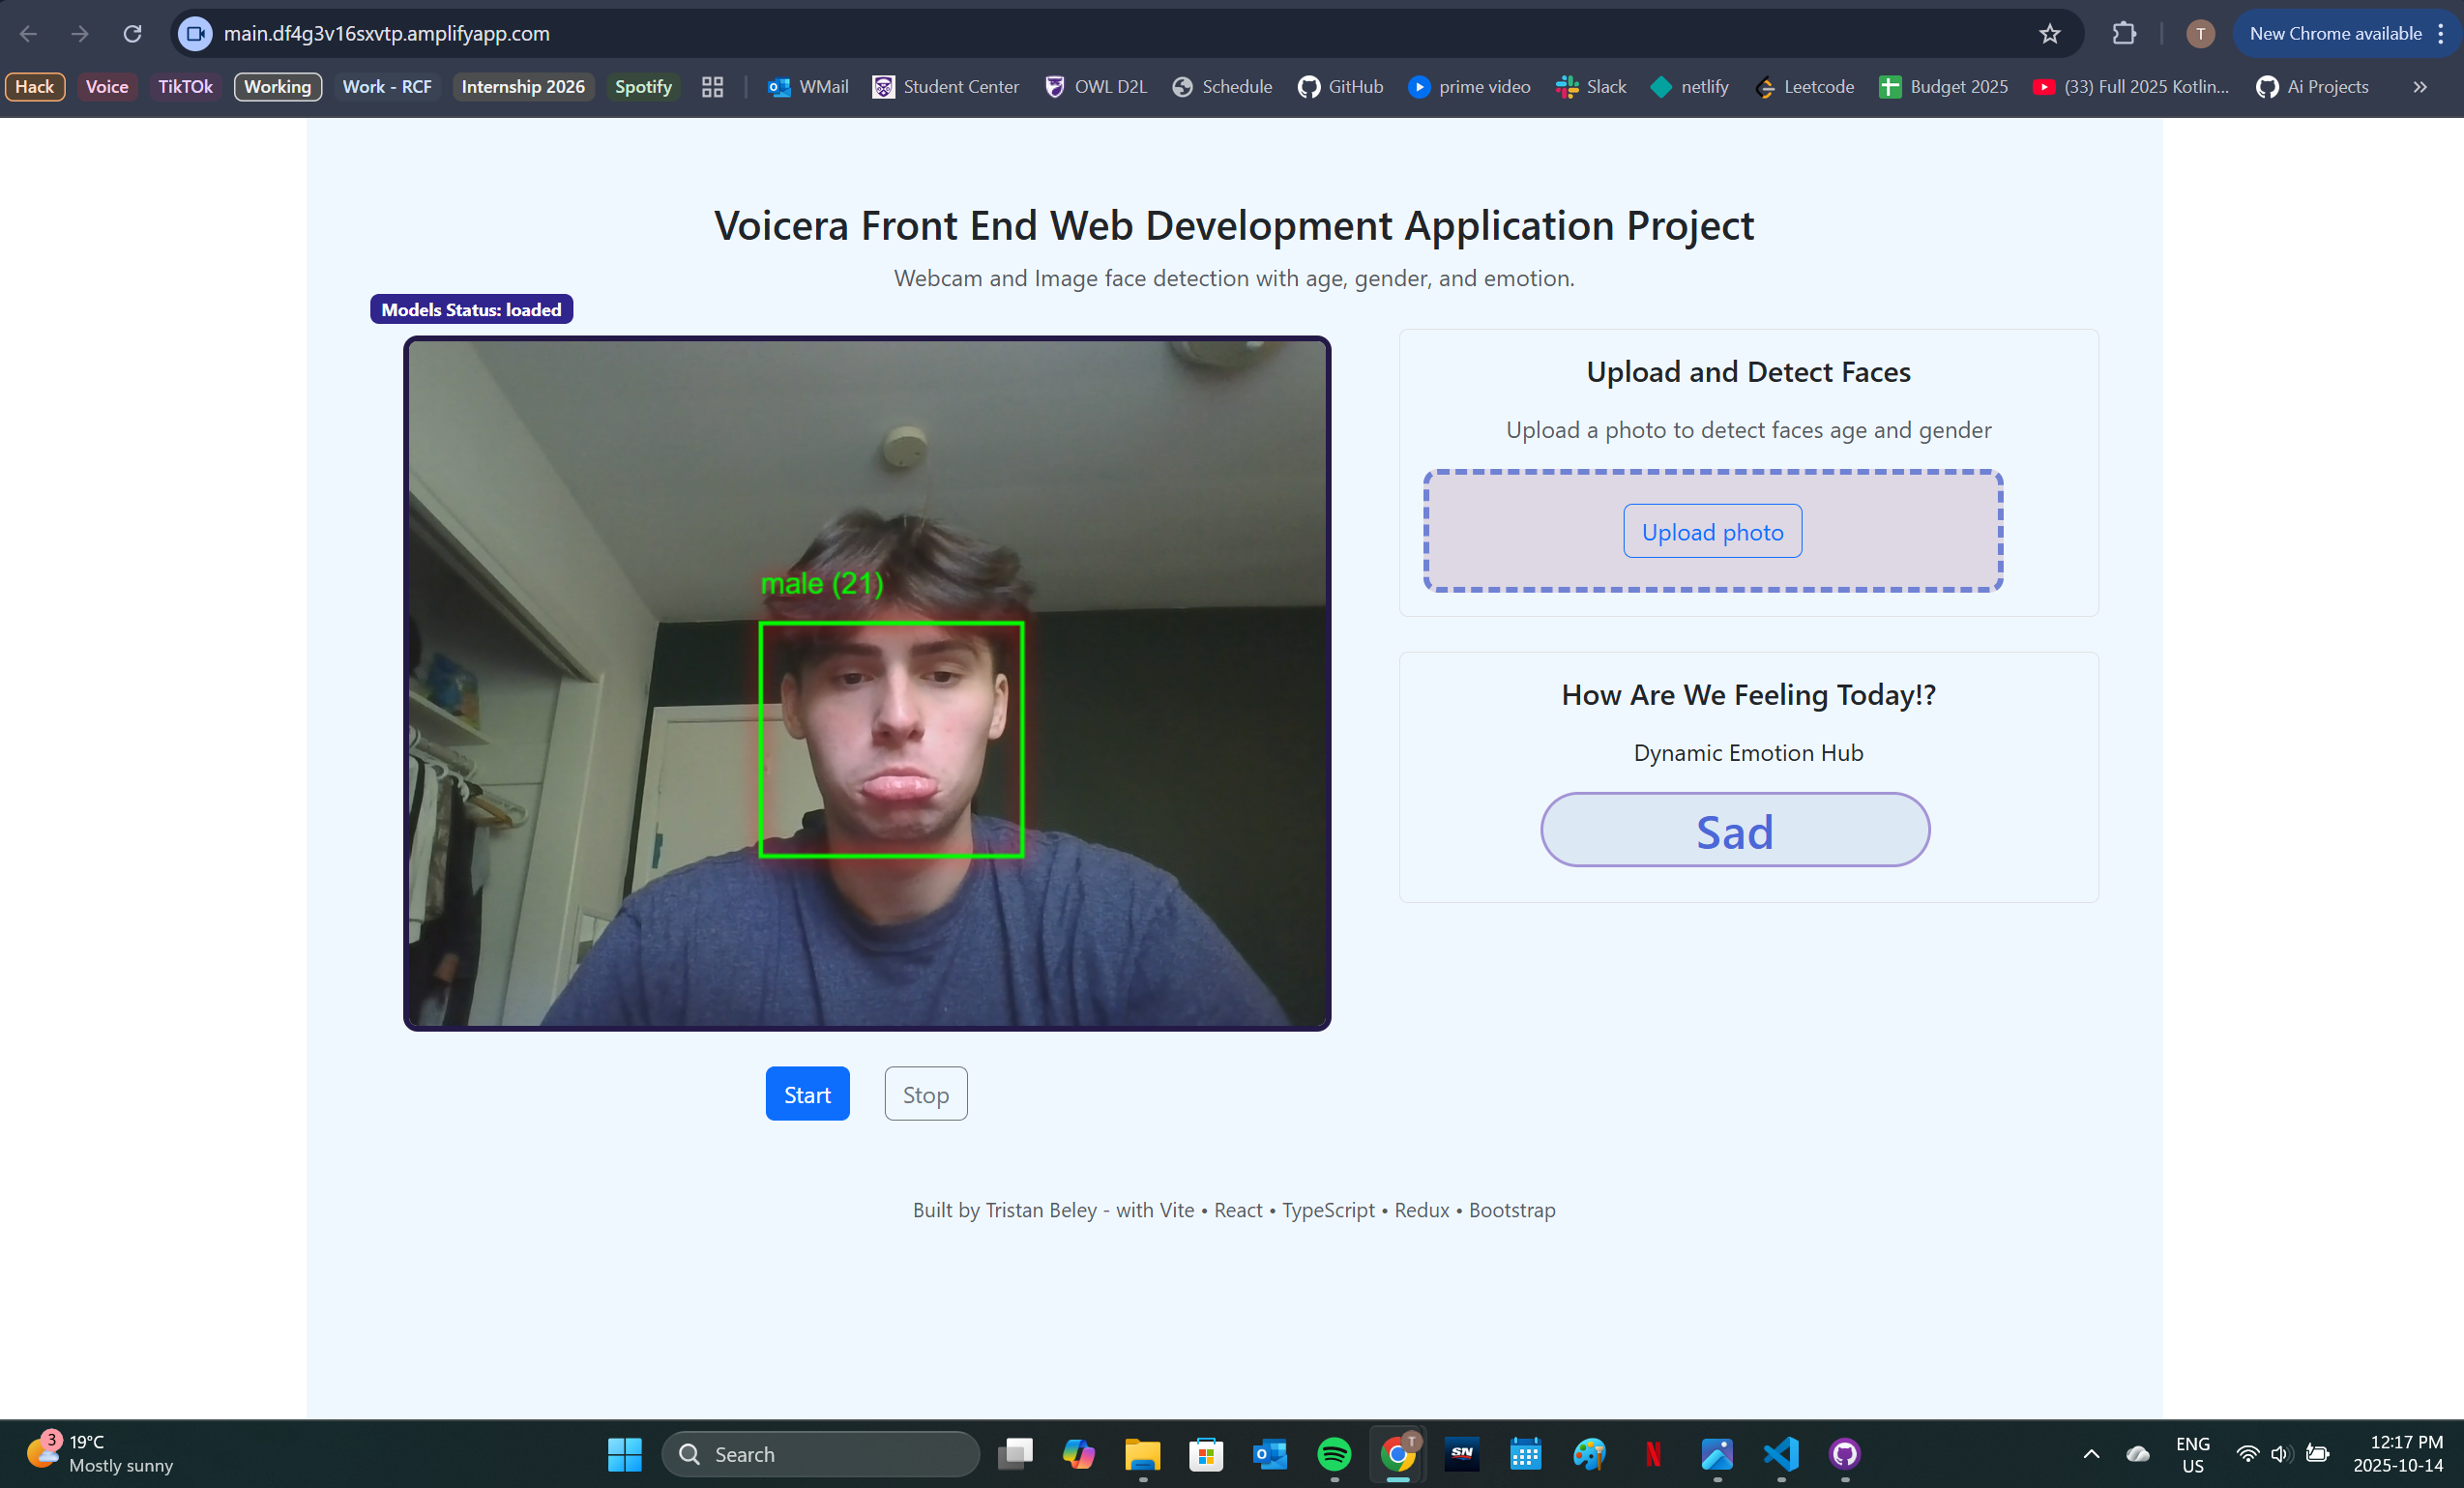 main.df4g3v16sxvtp.amplifyapp.com
T
New Chrome available
Hack
Voice
TikTOk
Working
Work - RCF
Internship 2026
Spotify
WMail
Student Center
OWL D2L
Schedule
GitHub
prime video
Slack
netlify
Leetcode
Budget 2025
(33) Full 2025 Kotlin...
Ai Projects
Voicera Front End Web Development Application Project
Webcam and Image face detection with age, gender, and emotion.
Models Status: loaded
male (21)
Upload and Detect Faces
Upload a photo to detect faces age and gender
Upload photo
How Are We Feeling Today!?
Dynamic Emotion Hub
Sad
Start
Stop
Built by Tristan Beley - with Vite • React • TypeScript • Redux • Bootstrap
3
19°C
Mostly sunny
Search
T
SN
N
ENG
US
12:17 PM
2025-10-14